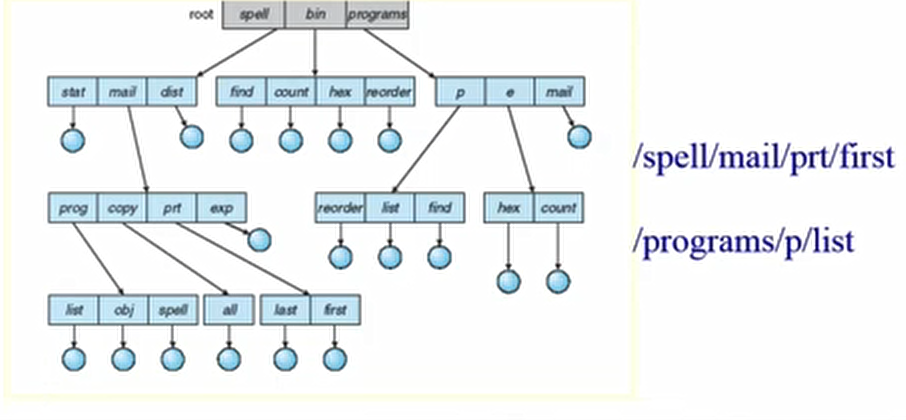 root spell bin programs
stat mail dist find count hex reorder p e mail
/spell/mail/prt/first
prog copy prt exp reorder list find hex count
/programs/p/list
list obj spell all last first